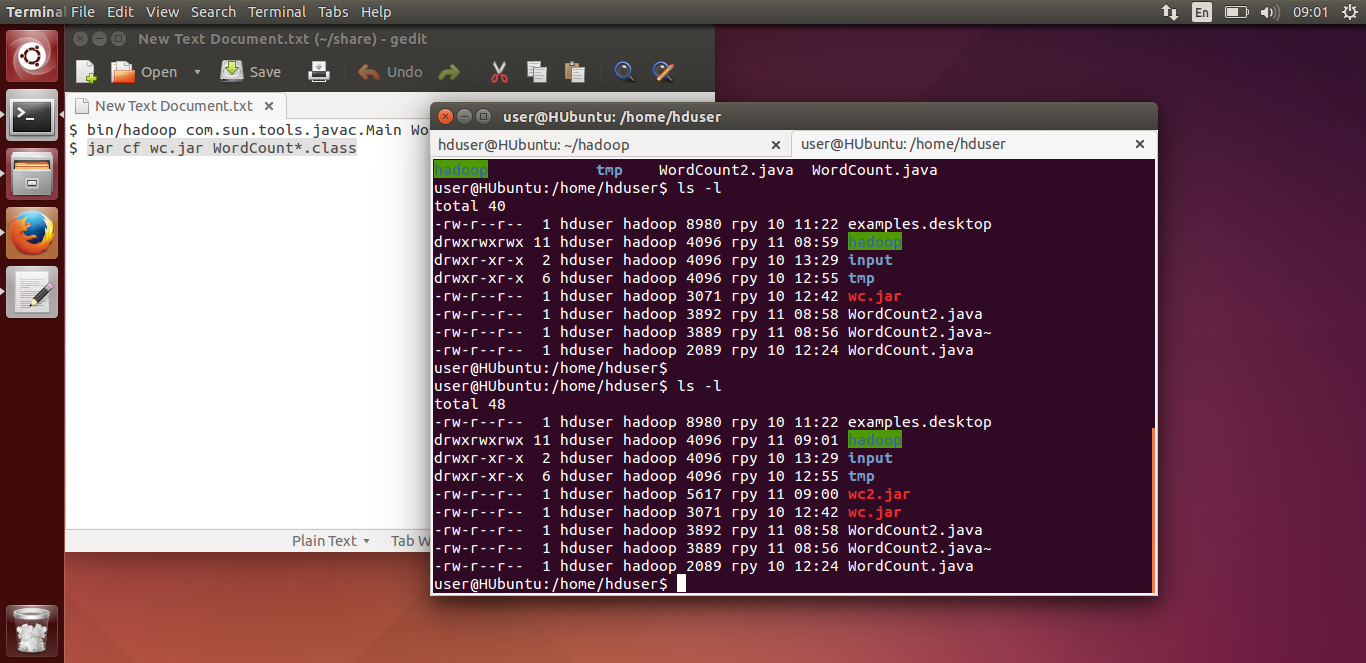 Terminal File Edit View Search Terminal Tabs Help
En
09:01
New Text Document.txt (~/share) - gedit
Open
Save
Undo
New Text Document.txt
$ bin/hadoop com.sun.tools.javac.Main Wo
$ jar cf wc.jar WordCount*.class
Plain Text
Tab W
user@HUbuntu: /home/hduser
hduser@HUbuntu: ~/hadoop
user@HUbuntu: /home/hduser
hadoop tmp WordCount2.java WordCount.java
user@HUbuntu:/home/hduser$ ls -l
total 40
-rw-r--r-- 1 hduser hadoop 8980 гру 10 11:22 examples.desktop
drwxrwxrwx 11 hduser hadoop 4096 гру 11 08:59 hadoop
drwxr-xr-x 2 hduser hadoop 4096 гру 10 13:29 input
drwxr-xr-x 6 hduser hadoop 4096 гру 10 12:55 tmp
-rw-r--r-- 1 hduser hadoop 3071 гру 10 12:42 wc.jar
-rw-r--r-- 1 hduser hadoop 3892 гру 11 08:58 WordCount2.java
-rw-r--r-- 1 hduser hadoop 3889 гру 11 08:56 WordCount2.java~
-rw-r--r-- 1 hduser hadoop 2089 гру 10 12:24 WordCount.java
user@HUbuntu:/home/hduser$
user@HUbuntu:/home/hduser$ ls -l
total 48
-rw-r--r-- 1 hduser hadoop 8980 гру 10 11:22 examples.desktop
drwxrwxrwx 11 hduser hadoop 4096 гру 11 09:01 hadoop
drwxr-xr-x 2 hduser hadoop 4096 гру 10 13:29 input
drwxr-xr-x 6 hduser hadoop 4096 гру 10 12:55 tmp
-rw-r--r-- 1 hduser hadoop 5617 гру 11 09:00 wc2.jar
-rw-r--r-- 1 hduser hadoop 3071 гру 10 12:42 wc.jar
-rw-r--r-- 1 hduser hadoop 3892 гру 11 08:58 WordCount2.java
-rw-r--r-- 1 hduser hadoop 3889 гру 11 08:56 WordCount2.java~
-rw-r--r-- 1 hduser hadoop 2089 гру 10 12:24 WordCount.java
user@HUbuntu:/home/hduser$